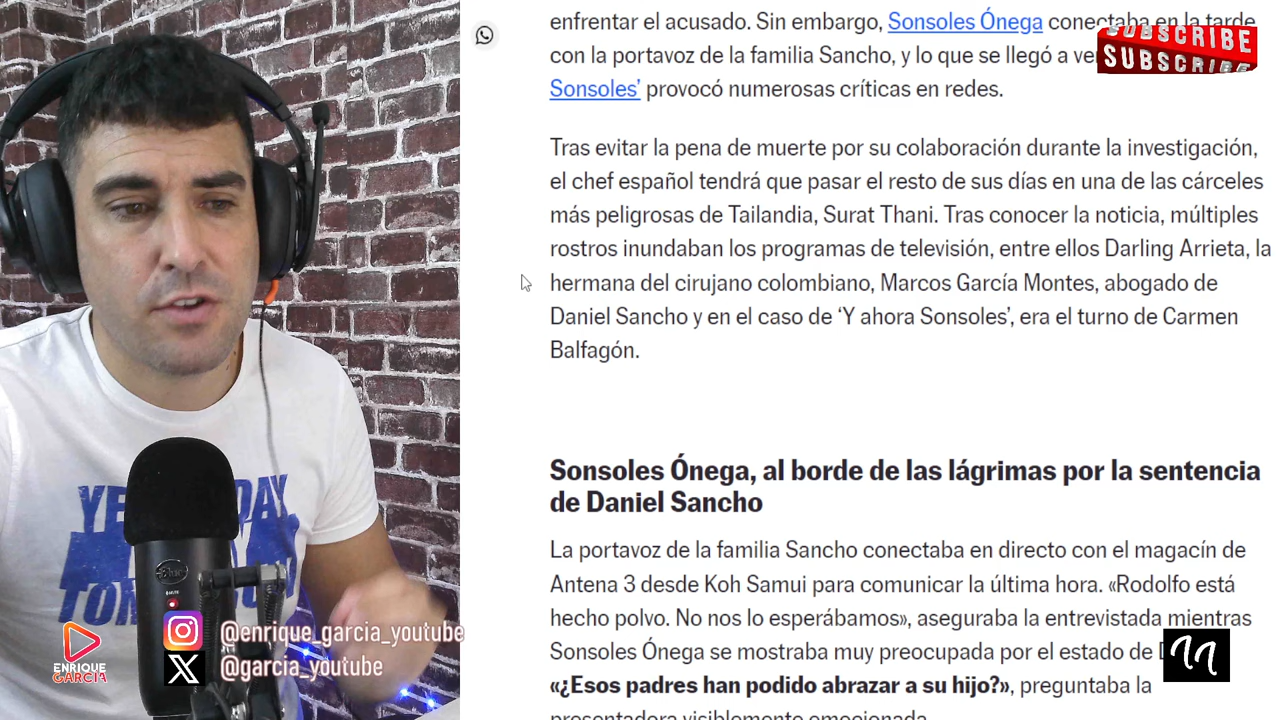 enfrentar el acusado. Sin embargo, Sonsoles Ónega conectaba en la tarde
con la portavoz de la familia Sancho, y lo que se llegó a
Sonsoles’ provocó numerosas críticas en redes.
SUBSCRIBE
SUBSCRIBE
Tras evitar la pena de muerte por su colaboración durante la investigación,
el chef español tendrá que pasar el resto de sus días en una de las cárceles
más peligrosas de Tailandia, Surat Thani. Tras conocer la noticia, múltiples
rostros inundaban los programas de televisión, entre ellos Darling Arrieta, la
hermana del cirujano colombiano, Marcos García Montes, abogado de
Daniel Sancho y en el caso de ‘Y ahora Sonsoles’, era el turno de Carmen
Balfagón.
Sonsoles Ónega, al borde de las lágrimas por la sentencia
de Daniel Sancho
La portavoz de la familia Sancho conectaba en directo con el magacín de
Antena 3 desde Koh Samui para comunicar la última hora. «Rodolfo está
hecho polvo. No nos lo esperábamos», aseguraba la entrevistada mientras
Sonsoles Ónega se mostraba muy preocupada por el estado de
«¿Esos padres han podido abrazar a su hijo?», preguntaba la
presentadora visiblemente emocionada.
Blue
ENRIQUE
GARCIA
@enrique_garcia_youtube
@garcia_youtube